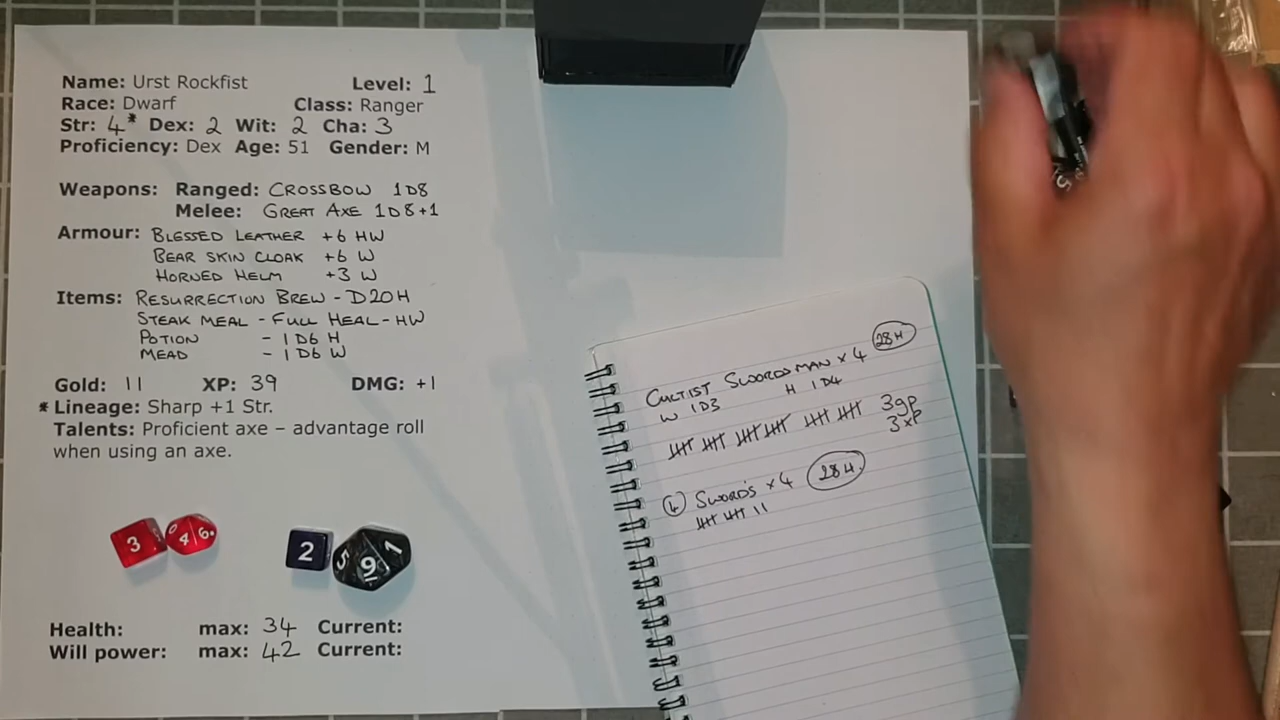 Name: Urst Rockfist Level: 1
Race: Dwarf Class: Ranger
Str: 4* Dex: 2 Wit: 2 Cha: 3
Proficiency: Dex Age: 51 Gender: M
Weapons: Ranged: CROSSBOW 1D8
Melee: GREAT AXE 1D8+1
Armour: BLESSED LEATHER +6 HW
BEAR SKIN CLOAK +6 W
HORNED HELM +3 W
Items: RESURRECTION BREW - D20H
STEAK MEAL - FULL HEAL - HW
POTION - 1D6 H
MEAD - 1D6 W
Gold: 11 XP: 39 DMG: +1
* Lineage: Sharp +1 Str.
Talents: Proficient axe – advantage roll
when using an axe.
3 4 6. 2 5 9 1
Health: max: 34 Current:
Will power: max: 42 Current:
CULTIST SWORDSMAN x 4 28H
W 1D3 H 1D4
3gp
3xp
L SWORD'S x 4 28H